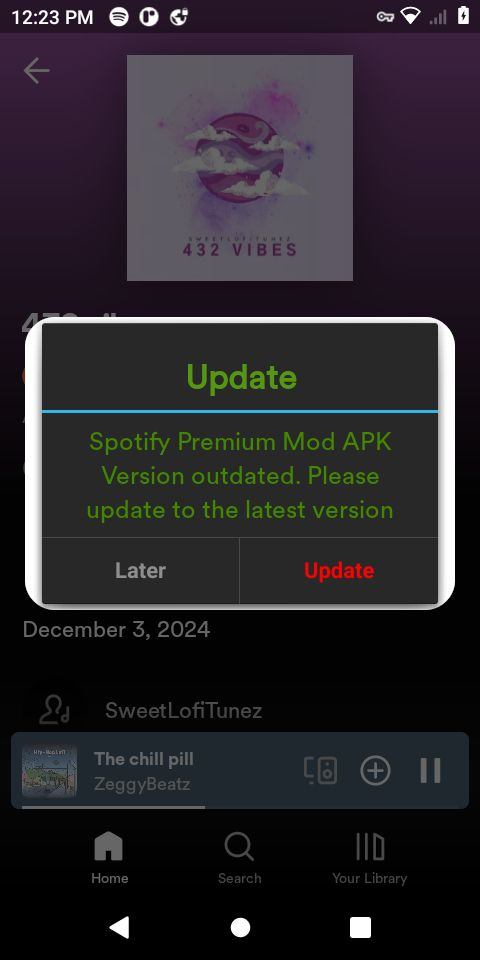 12:23 PM
SWEETLOFITUNEZ
432 VIBES
Update
Spotify Premium Mod APK
Version outdated. Please
update to the latest version
Later
Update
December 3, 2024
SweetLofiTunez
The chill pill
ZeggyBeatz
Home
Search
Your Library